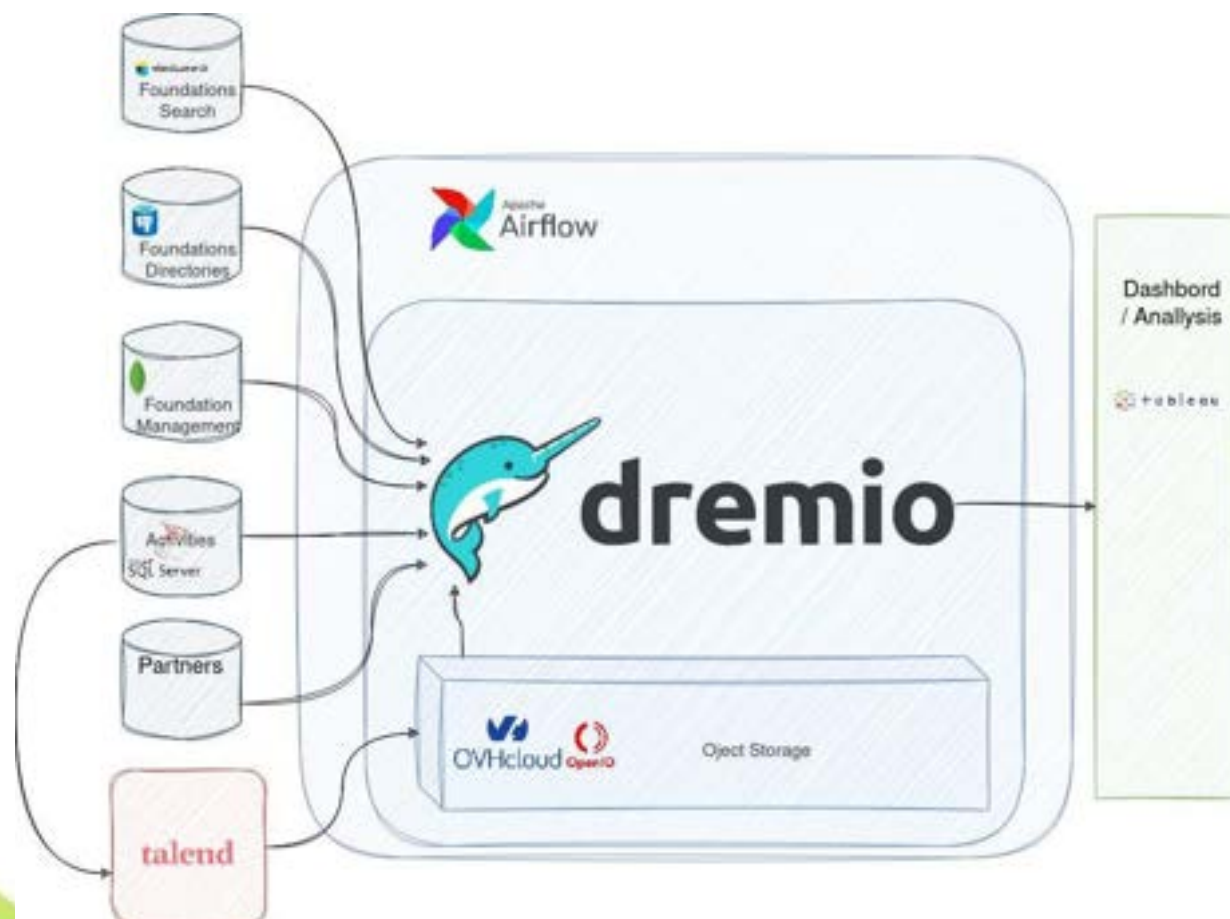 Foundations
Search
Foundations
Directories
Foundation
Management
Activities
SQL Server
Partners
talend
Apache
Airflow
dremio
OVHcloud
OpenIO
Oject Storage
Dashbord
/ Anallysis
tableau